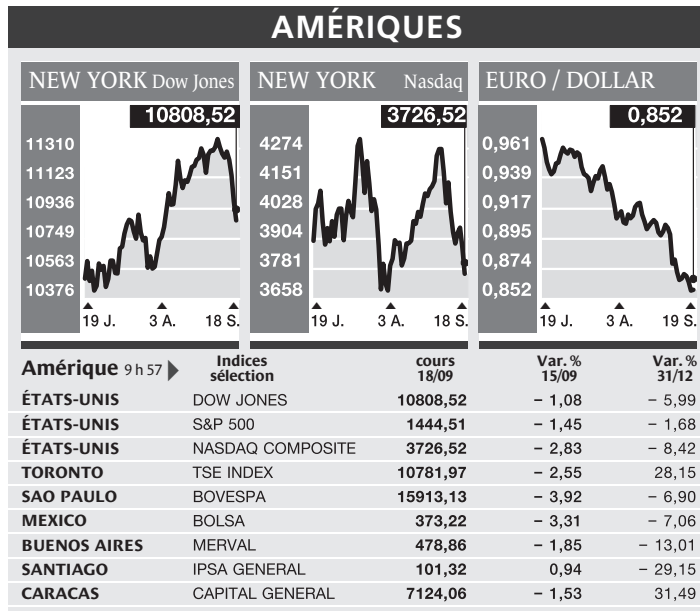 AMÉRIQUES
NEW YORK Dow Jones
10808,52
11310
11123
10936
10749
10563
10376
19 J. 3 A. 18 S.
NEW YORK Nasdaq
3726,52
4274
4151
4028
3904
3781
3658
19 J. 3 A. 18 S.
EURO / DOLLAR
0,852
0,961
0,939
0,917
0,895
0,874
0,852
19 J. 3 A. 19 S.
Amérique 9 h 57 Indices sélection cours 18/09 Var. % 15/09 Var. % 31/12
ÉTATS-UNIS DOW JONES 10808,52 – 1,08 – 5,99
ÉTATS-UNIS S&P 500 1444,51 – 1,45 – 1,68
ÉTATS-UNIS NASDAQ COMPOSITE 3726,52 – 2,83 – 8,42
TORONTO TSE INDEX 10781,97 – 2,55 28,15
SAO PAULO BOVESPA 15913,13 – 3,92 – 6,90
MEXICO BOLSA 373,22 – 3,31 – 7,06
BUENOS AIRES MERVAL 478,86 – 1,85 – 13,01
SANTIAGO IPSA GENERAL 101,32 0,94 – 29,15
CARACAS CAPITAL GENERAL 7124,06 – 1,53 31,49